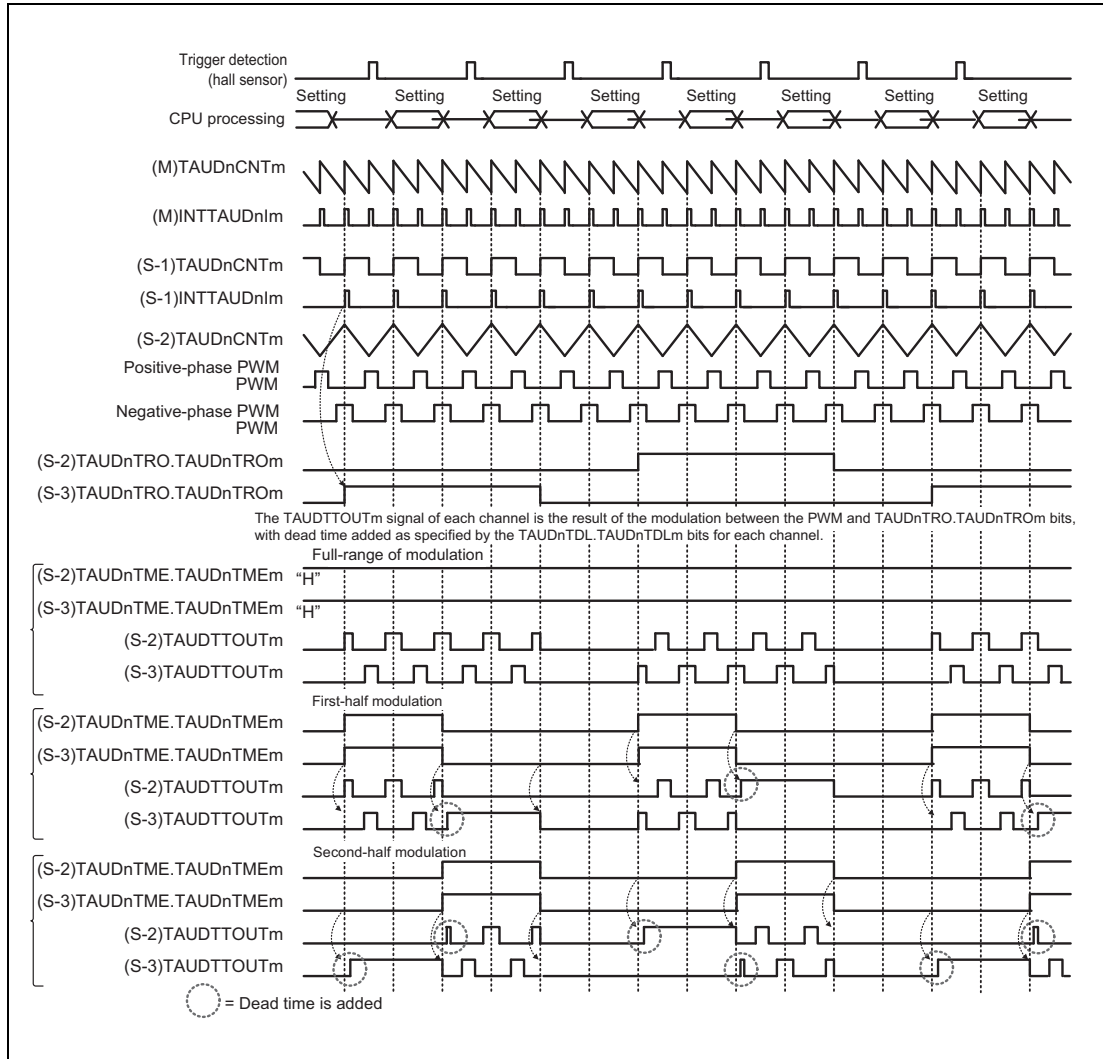 Trigger detection
(hall sensor)
Setting Setting Setting Setting Setting Setting Setting Setting
CPU processing
(M)TAUDnCNTm
(M)INTTAUDnIm
(S-1)TAUDnCNTm
(S-1)INTTAUDnIm
(S-2)TAUDnCNTm
Positive-phase PWM
PWM
Negative-phase PWM
PWM
(S-2)TAUDnTRO.TAUDnTROm
(S-3)TAUDnTRO.TAUDnTROm
The TAUDTTOUTm signal of each channel is the result of the modulation between the PWM and TAUDnTRO.TAUDnTROm bits,
with dead time added as specified by the TAUDnTDL.TAUDnTDLm bits for each channel.
Full-range of modulation
(S-2)TAUDnTME.TAUDnTMEm "H"
(S-3)TAUDnTME.TAUDnTMEm "H"
(S-2)TAUDTTOUTm
(S-3)TAUDTTOUTm
First-half modulation
(S-2)TAUDnTME.TAUDnTMEm
(S-3)TAUDnTME.TAUDnTMEm
(S-2)TAUDTTOUTm
(S-3)TAUDTTOUTm
Second-half modulation
(S-2)TAUDnTME.TAUDnTMEm
(S-3)TAUDnTME.TAUDnTMEm
(S-2)TAUDTTOUTm
(S-3)TAUDTTOUTm
= Dead time is added